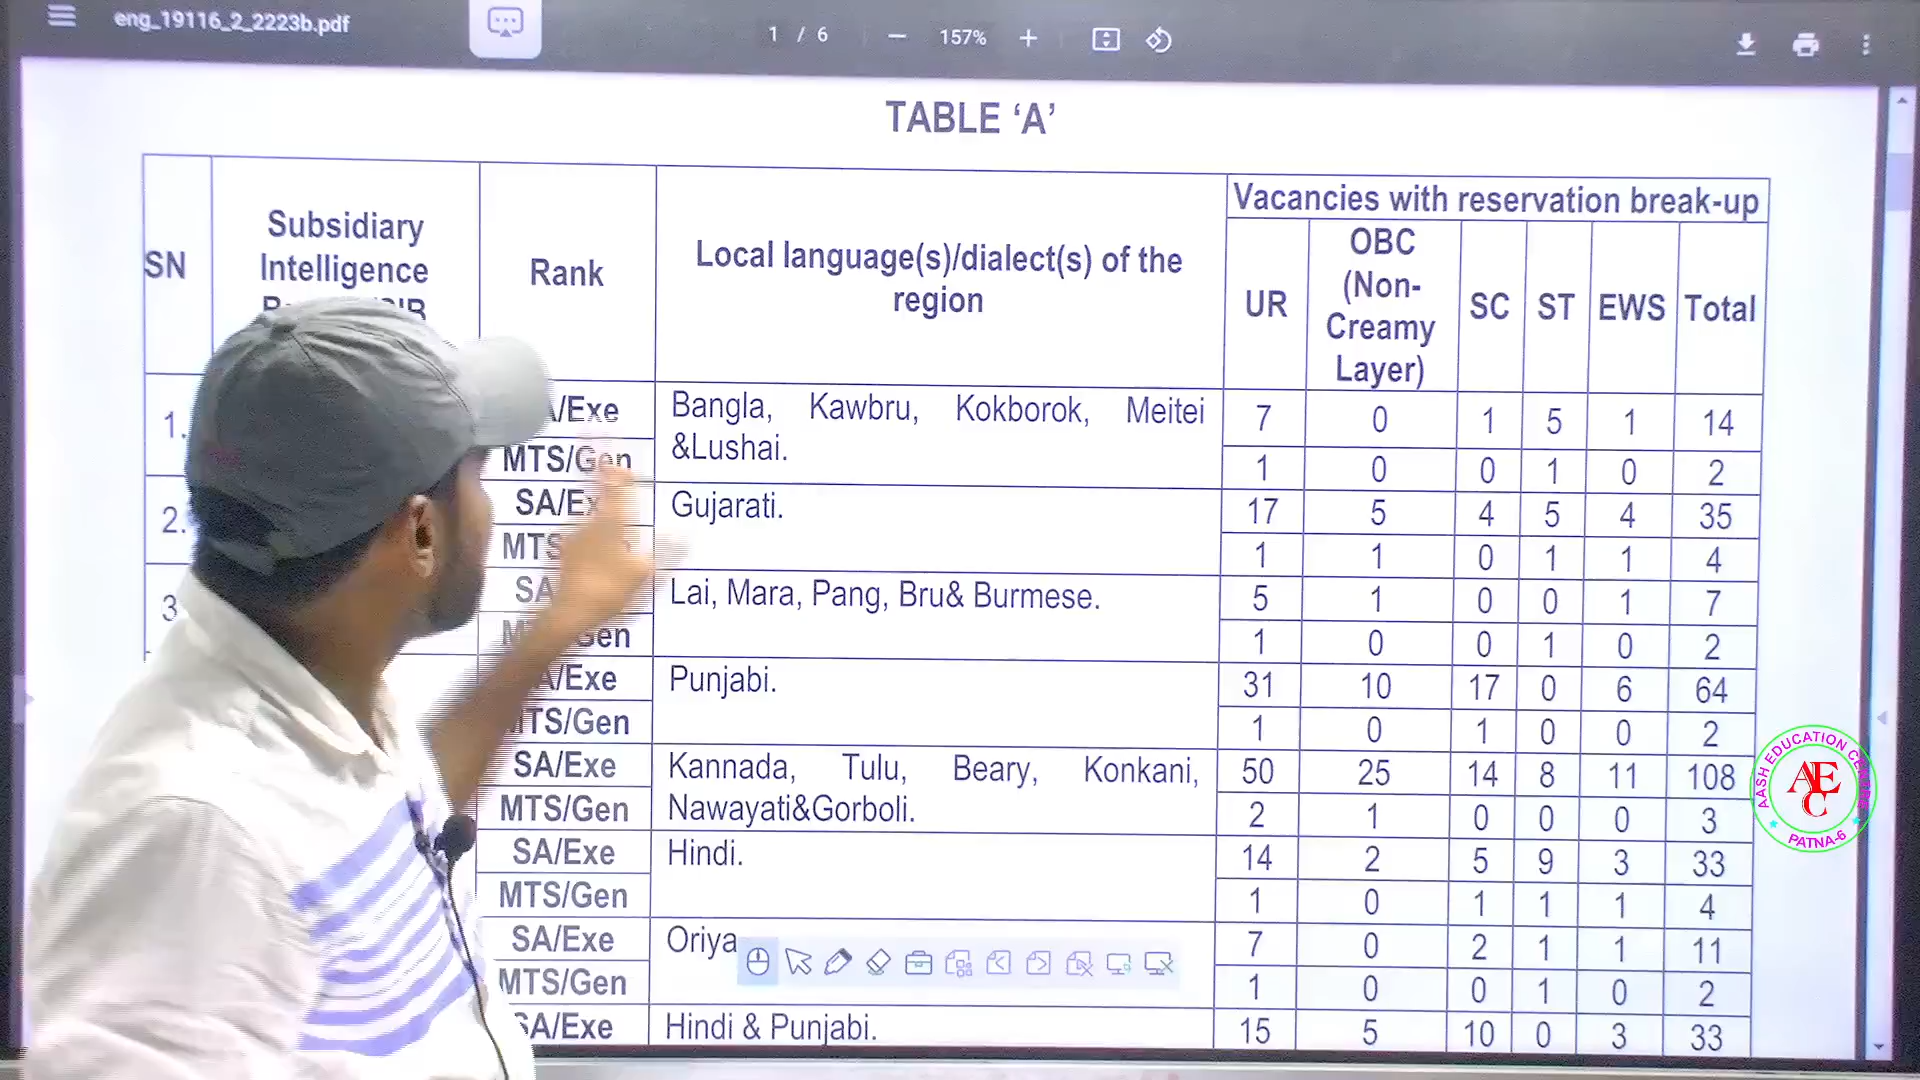 eng_19116_2_2223b.pdf
1 / 6
157%
TABLE ‘A’
SN
Subsidiary
Intelligence
Rank
Local language(s)/dialect(s) of the
region
Vacancies with reservation break-up
UR
OBC
(Non-
Creamy
Layer)
SC
ST
EWS
Total
1.
/Exe
Bangla, Kawbru, Kokborok, Meitei
&Lushai.
7 0 1 5 1 14
MTS/Gen
1 0 0 1 0 2
2.
SA/Ex
Gujarati.
17 5 4 5 4 35
MTS
1 1 0 1 1 4
3
SA
Lai, Mara, Pang, Bru& Burmese.
5 1 0 0 1 7
Gen
1 0 0 1 0 2
A/Exe
Punjabi.
31 10 17 0 6 64
MTS/Gen
1 0 1 0 0 2
SA/Exe
Kannada, Tulu, Beary, Konkani,
Nawayati&Gorboli.
50 25 14 8 11 108
MTS/Gen
2 1 0 0 0 3
SA/Exe
Hindi.
14 2 5 9 3 33
MTS/Gen
1 0 1 1 1 4
SA/Exe
Oriya
7 0 2 1 1 11
MTS/Gen
1 0 0 1 0 2
SA/Exe
Hindi & Punjabi.
15 5 10 0 3 33
AASH EDUCATION CENTRE
AEC
PATNA-6